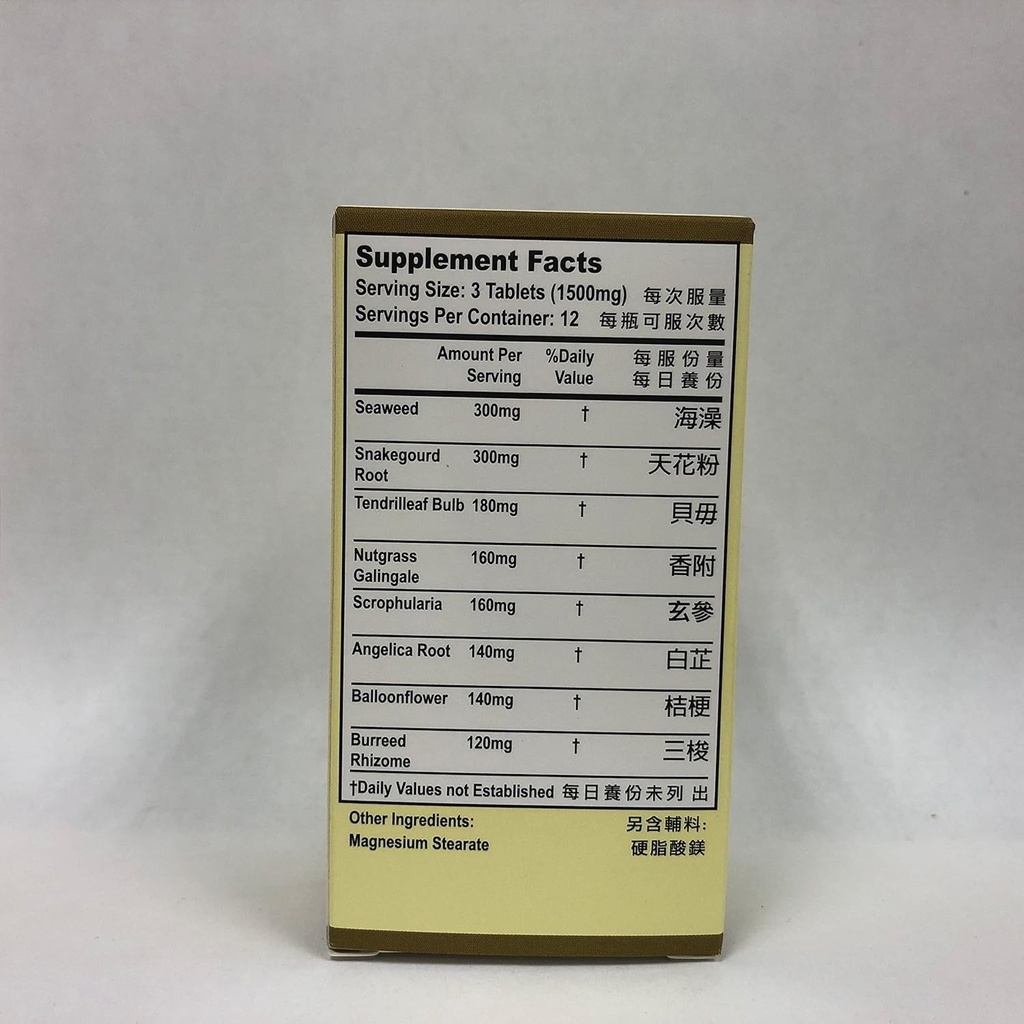 Supplement Facts
Serving Size: 3 Tablets (1500mg) 每次服量
Servings Per Container: 12 每瓶可服次數
Amount Per %Daily 每服份量
Serving Value 每日養份
Seaweed 300mg † 海澡
Snakegourd 300mg † 天花粉
Root
Tendrilleaf Bulb 180mg † 貝毋
Nutgrass 160mg † 香附
Galingale
Scrophularia 160mg † 玄參
Angelica Root 140mg † 白芷
Balloonflower 140mg † 桔梗
Burreed 120mg † 三梭
Rhizome
†Daily Values not Established 每日養份未列出
Other Ingredients: 另含輔料:
Magnesium Stearate 硬脂酸鎂